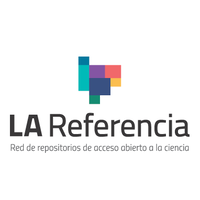 LA Referencia
Red de repositorios de acceso abierto a la ciencia